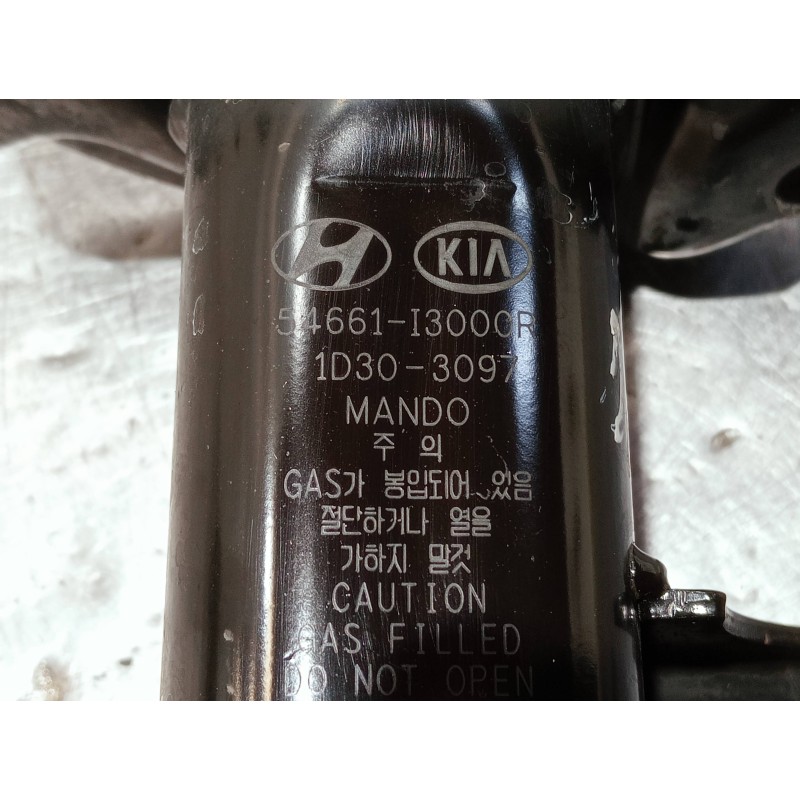 KIA
54661-I3000R
1D30-3097
MANDO
주 의
GAS가 봉입되어 있음
절단하거나 열을
가하지 말것
CAUTION
GAS FILLED
DO NOT OPEN